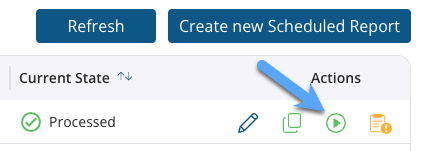 Refresh Create new Scheduled Report
Current State Actions
Processed